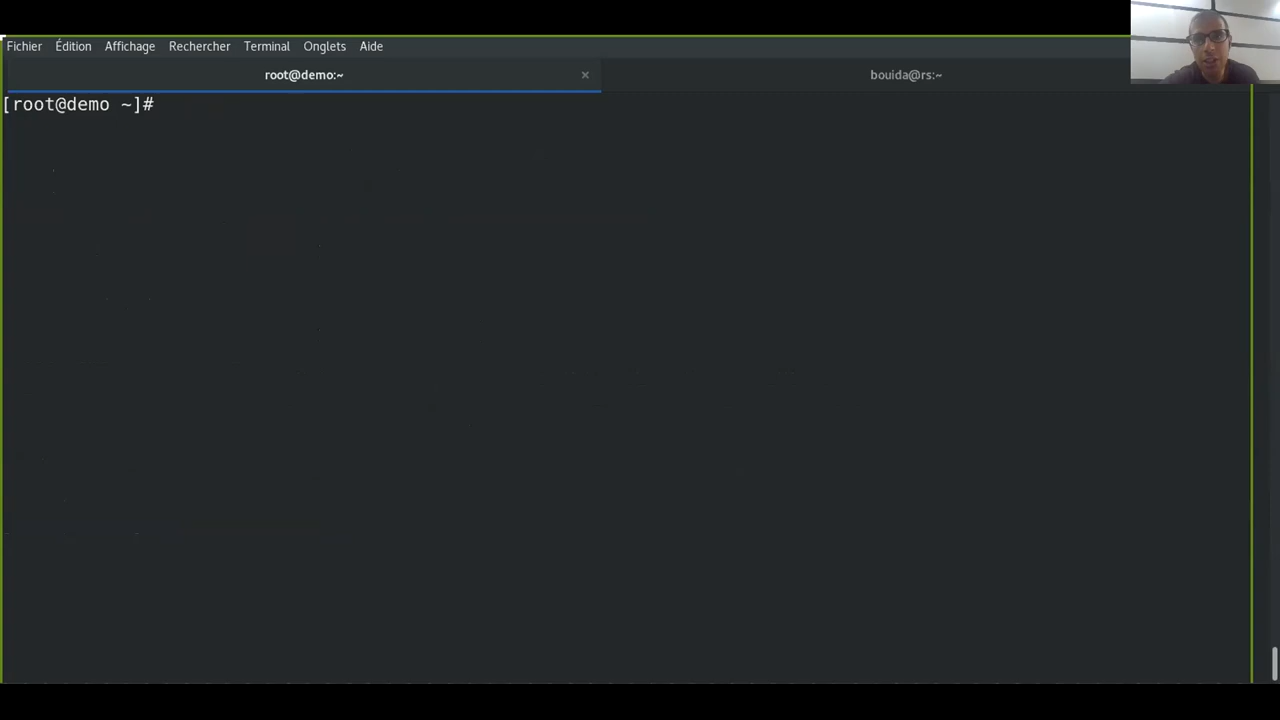 Fichier Édition Affichage Rechercher Terminal Onglets Aide
root@demo:~ × bouida@rs:~
[root@demo ~]#